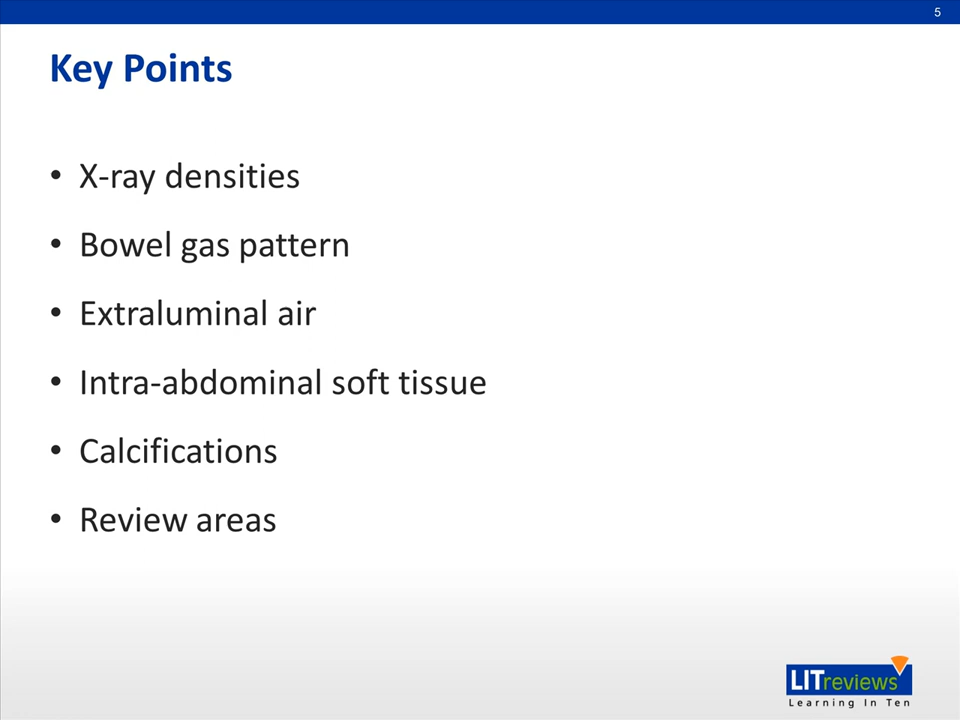 5
Key Points
• X-ray densities
• Bowel gas pattern
• Extraluminal air
• Intra-abdominal soft tissue
• Calcifications
• Review areas
LITreviews
Learning In Ten